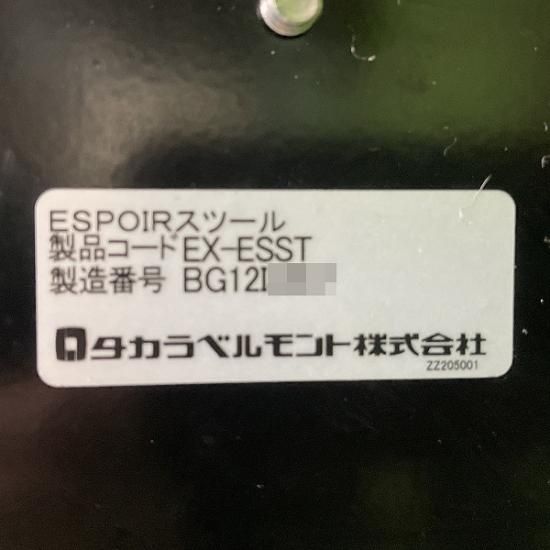 ESPOIRスツール
製品コードEX-ESST
製造番号 BG12I
タカラベルモント株式会社
ZZ205001